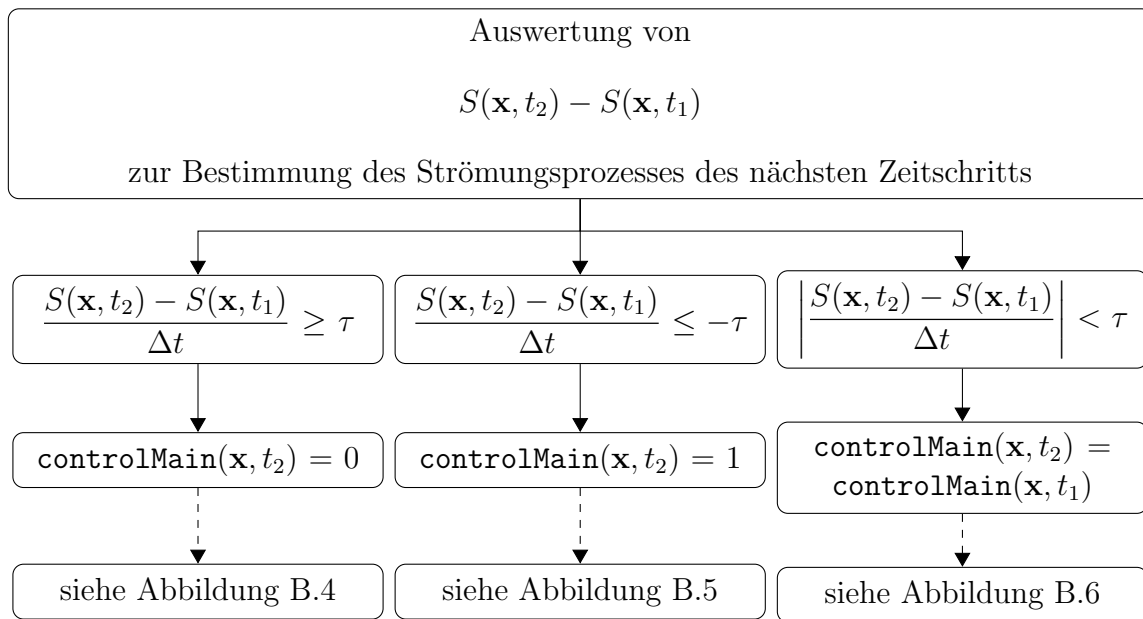 Auswertung von
S(x, t₂) − S(x, t₁)
zur Bestimmung des Strömungsprozesses des nächsten Zeitschritts
S(x, t₂) − S(x, t₁)
Δt
≥ τ
S(x, t₂) − S(x, t₁)
Δt
≤ −τ
|S(x, t₂) − S(x, t₁)|
Δt
< τ
controlMain(x, t₂) = 0
controlMain(x, t₂) = 1
controlMain(x, t₂) =
controlMain(x, t₁)
siehe Abbildung B.4
siehe Abbildung B.5
siehe Abbildung B.6